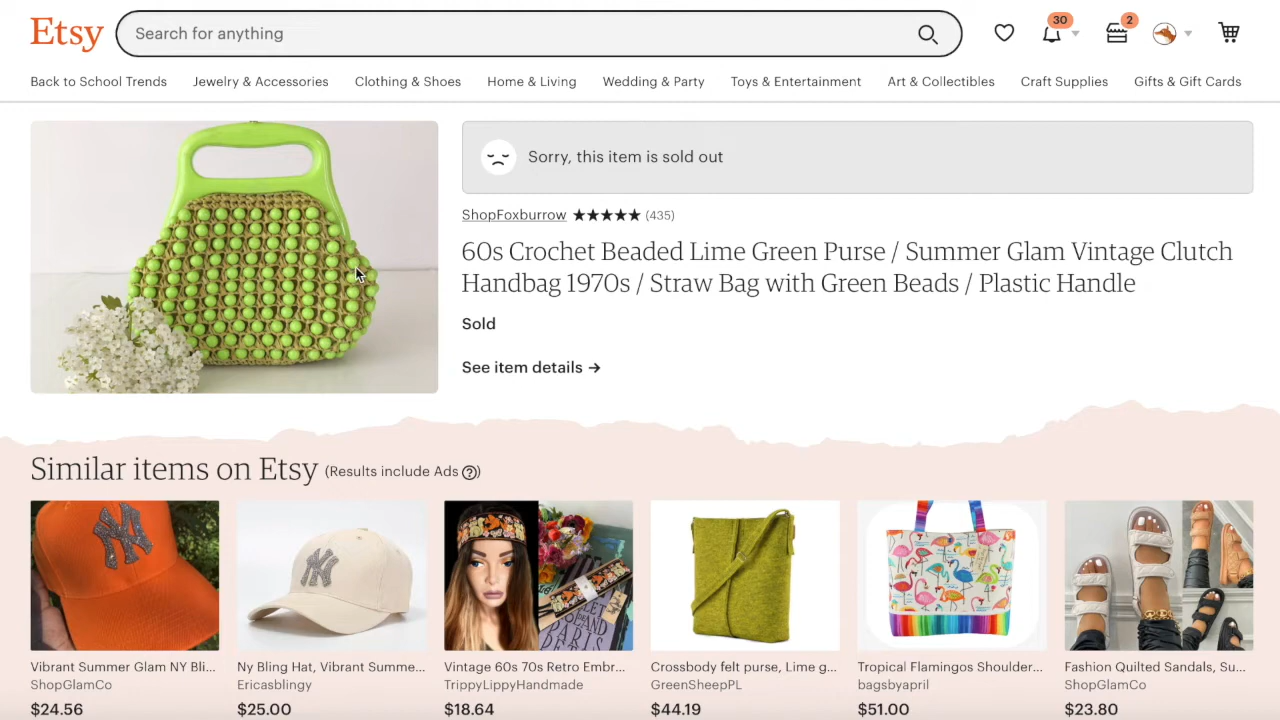 Etsy
Search for anything
30
2
Back to School Trends
Jewelry & Accessories
Clothing & Shoes
Home & Living
Wedding & Party
Toys & Entertainment
Art & Collectibles
Craft Supplies
Gifts & Gift Cards
Sorry, this item is sold out
ShopFoxburrow ★★★★★ (435)
60s Crochet Beaded Lime Green Purse / Summer Glam Vintage Clutch
Handbag 1970s / Straw Bag with Green Beads / Plastic Handle
Sold
See item details →
Similar items on Etsy (Results include Ads ?)
NY
NY
Vibrant Summer Glam NY Bli...
ShopGlamCo
$24.56
Ny Bling Hat, Vibrant Summe...
Ericasblingy
$25.00
Vintage 60s 70s Retro Embr...
TrippyLippyHandmade
$18.64
Crossbody felt purse, Lime g...
GreenSheepPL
$44.19
Tropical Flamingos Shoulder...
bagsbyapril
$51.00
Fashion Quilted Sandals, Su...
ShopGlamCo
$23.80